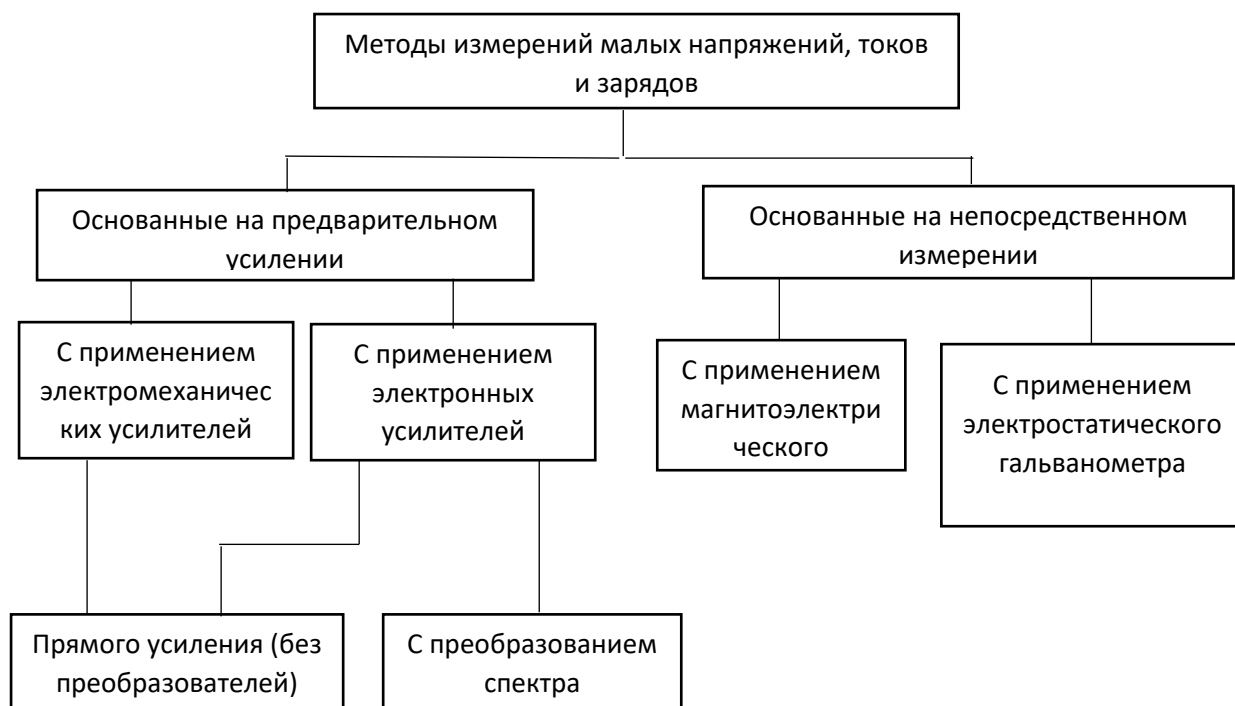 Методы измерений малых напряжений, токов
и зарядов
Основанные на предварительном
усилении
Основанные на непосредственном
измерении
С применением
электромеханичес
ких усилителей
С применением
электронных
усилителей
С применением
магнитоэлектри
ческого
С применением
электростатического
гальванометра
Прямого усиления (без
преобразователей)
С преобразованием
спектра